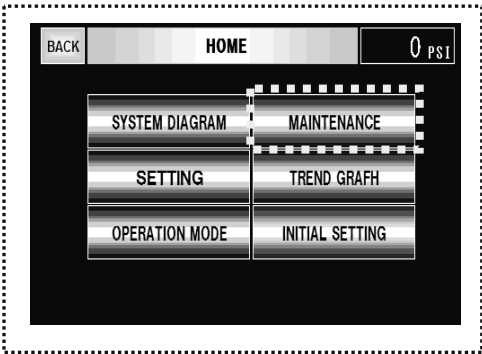 BACK HOME 0 PSI
SYSTEM DIAGRAM MAINTENANCE
SETTING TREND GRAFH
OPERATION MODE INITIAL SETTING